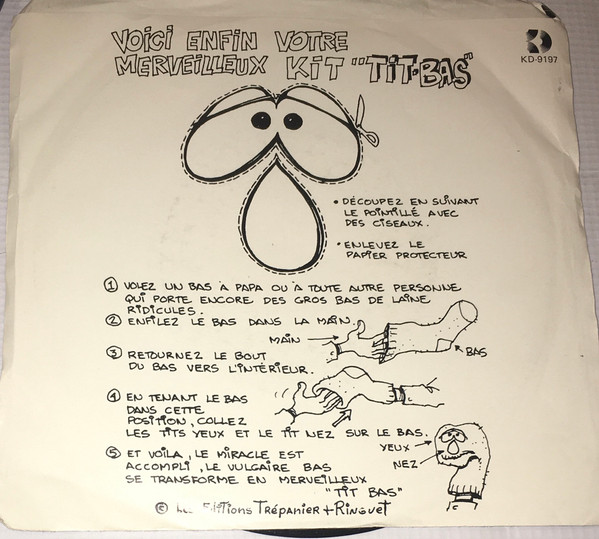 VOICI ENFIN VOTRE
MERVEILLEUX KIT "TIT-BAS"
KD-9197
• DÉCOUPEZ EN SUIVANT
LE POINTILLÉ AVEC
DES CISEAUX.
• ENLEVEZ LE
PAPIER PROTECTEUR
1 VOLEZ UN BAS À PAPA OU À TOUTE AUTRE PERSONNE
QUI PORTE ENCORE DES GROS BAS DE LAINE
RIDICULES.
2 ENFILEZ LE BAS DANS LA MAIN.
MAIN
BAS
3 RETOURNEZ LE BOUT
DU BAS VERS L'INTÉRIEUR.
4 EN TENANT LE BAS
DANS CETTE
POSITION, COLLEZ
LES TITS YEUX ET LE TIT NEZ SUR LE BAS.
YEUX
NEZ
5 ET VOILA, LE MIRACLE EST
ACCOMPLI, LE VULGAIRE BAS
SE TRANSFORME EN MERVEILLEUX
"TIT BAS"
© Les Éditions Trépanier + Ringuet